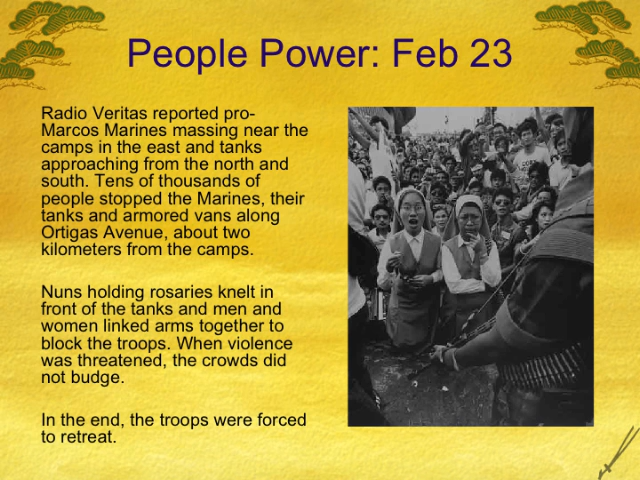 People Power: Feb 23
Radio Veritas reported pro-
Marcos Marines massing near the
camps in the east and tanks
approaching from the north and
south. Tens of thousands of
people stopped the Marines, their
tanks and armored vans along
Ortigas Avenue, about two
kilometers from the camps.
Nuns holding rosaries knelt in
front of the tanks and men and
women linked arms together to
block the troops. When violence
was threatened, the crowds did
not budge.
In the end, the troops were forced
to retreat.